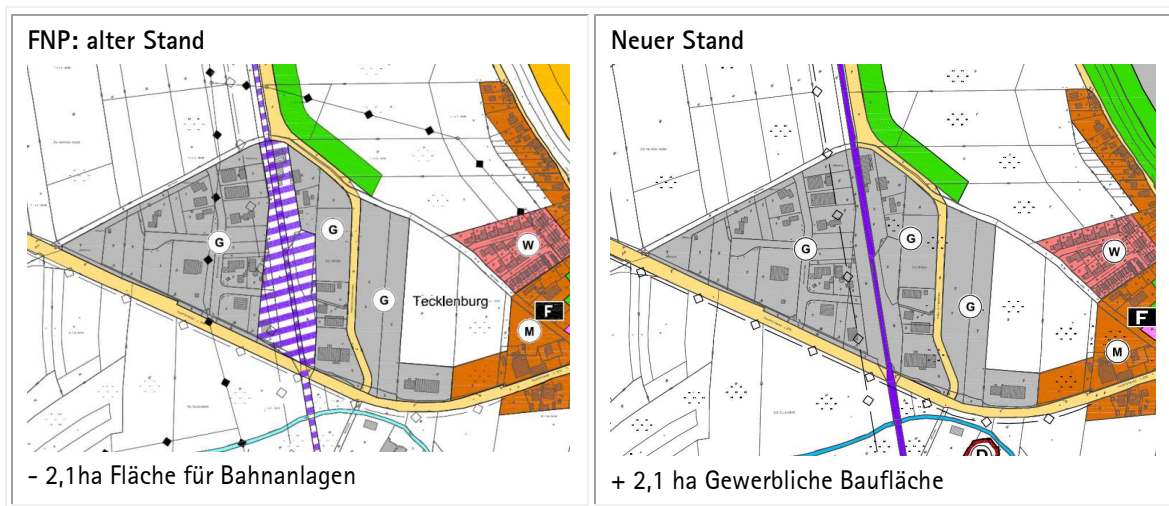 FNP: alter Stand
G
G
G
Tecklenburg
W
F
M
- 2,1ha Fläche für Bahnanlagen
Neuer Stand
G
G
G
W
F
M
D
+ 2,1 ha Gewerbliche Baufläche